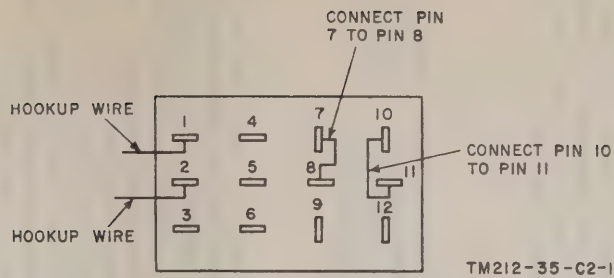 CONNECT PIN
7 TO PIN 8
HOOKUP WIRE
1 4 7 10
CONNECT PIN 10
TO PIN 11
2 5 8 11
3 6 9 12
HOOKUP WIRE
TM212-35-C2-1